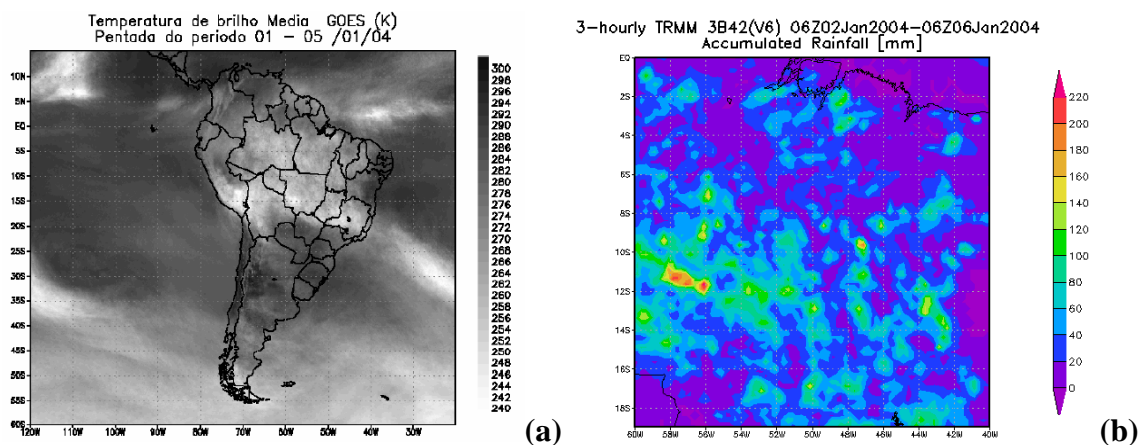 Temperatura de brilho Media GOES (K)
Pentada do periodo 01 - 05 /01/04
10N
5N
EQ
5S
10S
15S
20S
25S
30S
35S
40S
45S
50S
55S
60S
120W 110W 100W 90W 80W 70W 60W 50W 40W 30W
300
298
296
294
292
290
288
286
284
282
280
278
276
274
272
270
268
266
264
262
260
258
256
254
252
250
248
246
244
242
240
(a)
3-hourly TRMM 3B42(V6) 06Z02Jan2004-06Z06Jan2004
Accumulated Rainfall [mm]
EQ
2S
4S
6S
8S
10S
12S
14S
16S
18S
60W 58W 56W 54W 52W 50W 48W 46W 44W 42W 40W
220
200
180
160
140
120
100
80
60
40
20
0
(b)